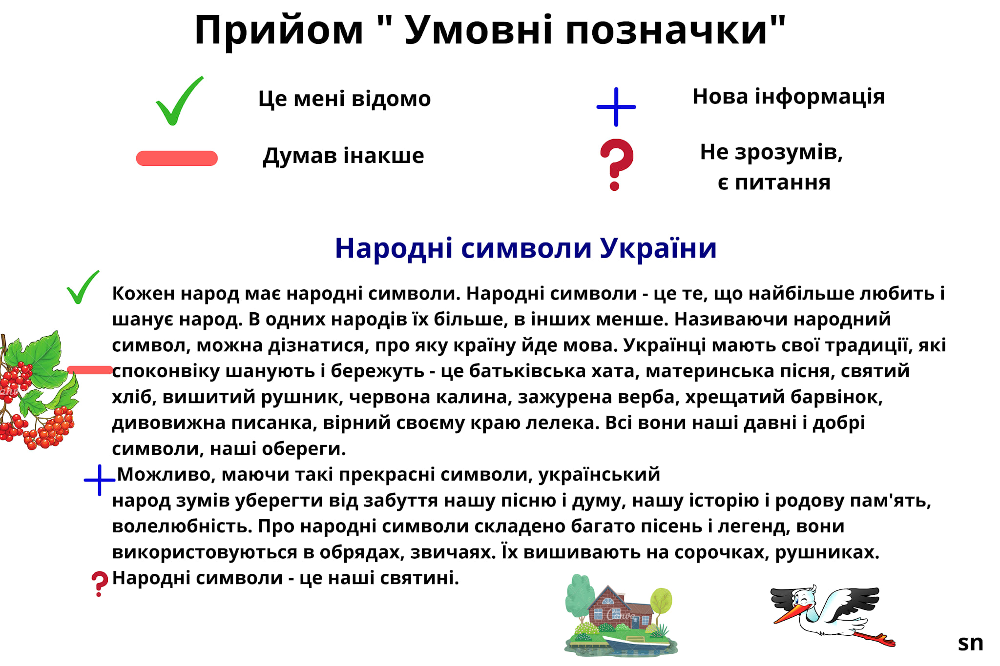 Прийом " Умовні позначки"
Це мені відомо
Нова інформація
Думав інакше
Не зрозумів,
є питання
Народні символи України
Кожен народ має народні символи. Народні символи - це те, що найбільше любить і
шанує народ. В одних народів їх більше, в інших менше. Називаючи народний
символ, можна дізнатися, про яку країну йде мова. Українці мають свої традиції, які
споконвіку шанують і бережуть - це батьківська хата, материнська пісня, святий
хліб, вишитий рушник, червона калина, зажурена верба, хрещатий барвінок,
дивовижна писанка, вірний своєму краю лелека. Всі вони наші давні і добрі
символи, наші обереги.
Можливо, маючи такі прекрасні символи, український
народ зумів уберегти від забуття нашу пісню і думу, нашу історію і родову пам'ять,
волелюбність. Про народні символи складено багато пісень і легенд, вони
використовуються в обрядах, звичаях. Їх вишивають на сорочках, рушниках.
Народні символи - це наші святині.
Canva
sn